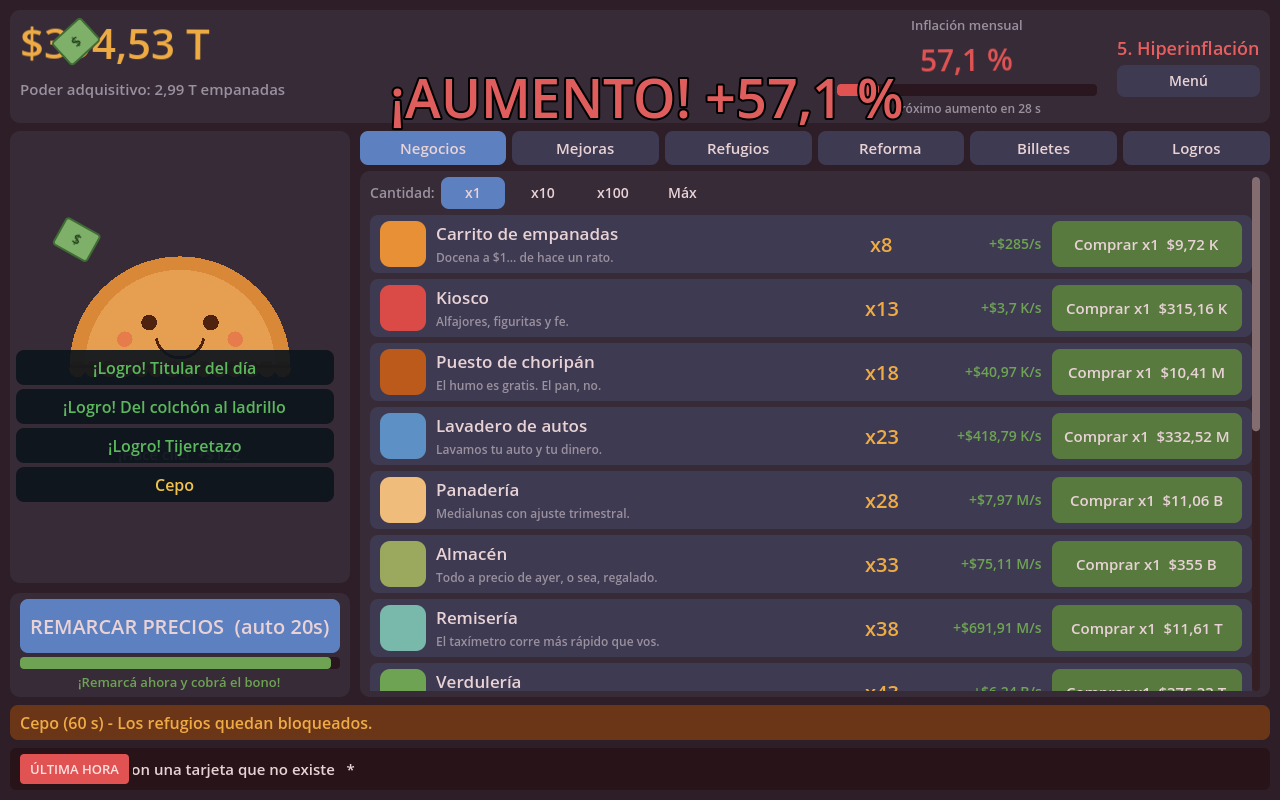 4,53 T
Poder adquisitivo: 2,99 T empanadas
Inflación mensual
57,1 %
5. Hiperinflación
Menú
¡AUMENTO! +57,1 %
aumento en 28 s
Negocios
Mejoras
Refugios
Reforma
Billetes
Logros
Cantidad:
x1
x10
x100
Máx
Carrito de empanadas
Docena a $1... de hace un rato.
x8
+$285/s
Comprar x1 $9,72 K
Kiosco
Alfajores, figuritas y fe.
x13
+$3,7 K/s
Comprar x1 $315,16 K
Puesto de choripán
El humo es gratis. El pan, no.
x18
+$40,97 K/s
Comprar x1 $10,41 M
Lavadero de autos
Lavamos tu auto y tu dinero.
x23
+$418,79 K/s
Comprar x1 $332,52 M
Panadería
Medialunas con ajuste trimestral.
x28
+$7,97 M/s
Comprar x1 $11,06 B
Almacén
Todo a precio de ayer, o sea, regalado.
x33
+$75,11 M/s
Comprar x1 $355 B
Remisería
El taxímetro corre más rápido que vos.
x38
+$691,91 M/s
Comprar x1 $11,61 T
Verdulería
¡Logro! Titular del día
¡Logro! Del colchón al ladrillo
¡Logro! Tijeretazo
Cepo
REMARCAR PRECIOS (auto 20s)
¡Remarcá ahora y cobrá el bono!
Cepo (60 s) - Los refugios quedan bloqueados.
ÚLTIMA HORA
on una tarjeta que no existe *